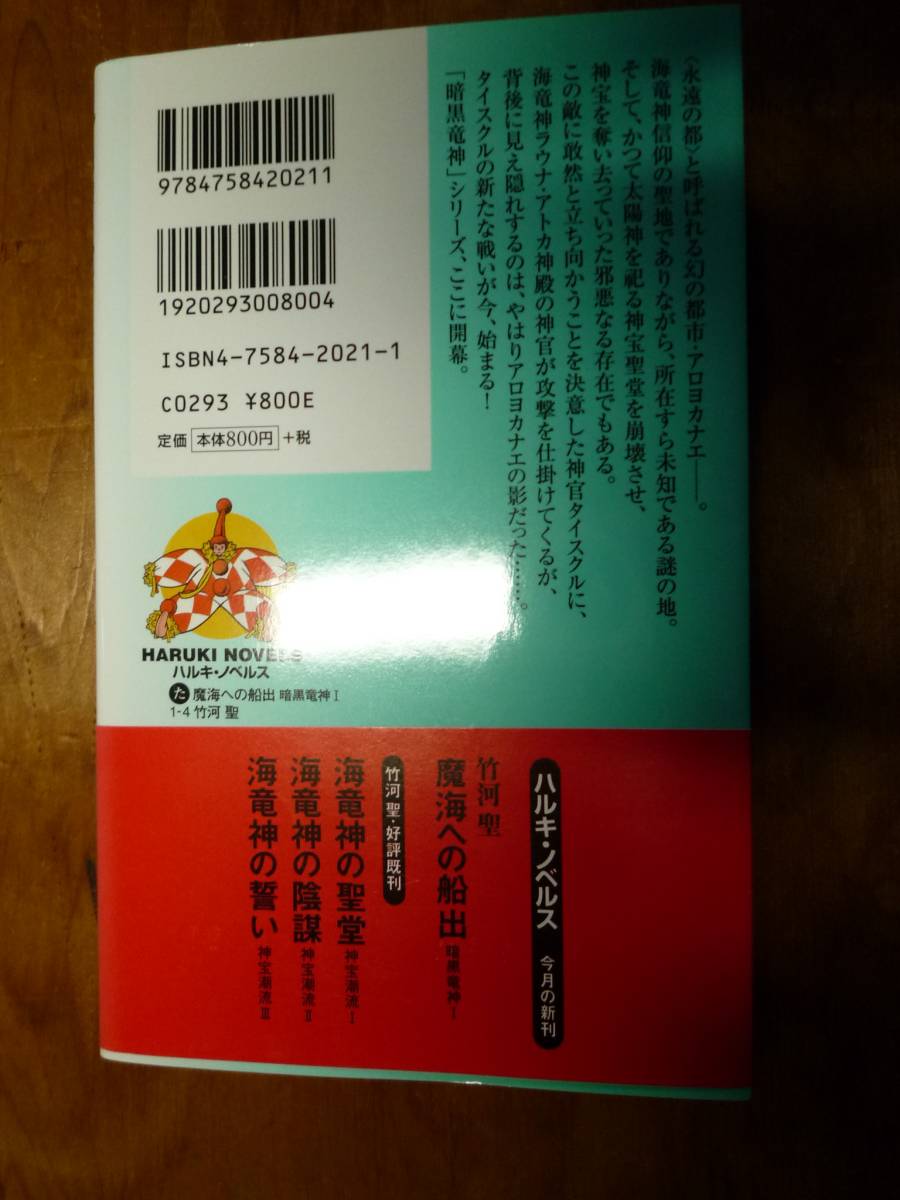 〈永遠の都〉と呼ばれる幻の都市・アロヨカナエ——。
海竜神信仰の聖地でありながら、所在すら未知である謎の地。
そして、かつて太陽神を祀る神宝聖堂を崩壊させ、
神宝を奪い去っていった邪悪なる存在でもある。
この敵に敢然と立ち向かうことを決意した神官タイスクルに、
海竜神ラウナ・アトカ神殿の神官が攻撃を仕掛けてくるが、
背後に見え隠れするのは、やはりアロヨカナエの影だった……。
タイスクルの新たな戦いが今、始まる!
「暗黒竜神」シリーズ、ここに開幕。
9784758420211
1920293008004
ISBN4-7584-2021-1
C0293 ¥800E
定価 本体800円 +税
HARUKI NOVELS
ハルキ・ノベルス
た 魔海への船出 暗黒竜神Ⅰ
1-4 竹河 聖
ハルキ・ノベルス 今月の新刊
竹河 聖
魔海への船出 暗黒竜神Ⅰ
竹河 聖・好評既刊
海竜神の聖堂 神宝潮流Ⅰ
海竜神の陰謀 神宝潮流Ⅱ
海竜神の誓い 神宝潮流Ⅲ